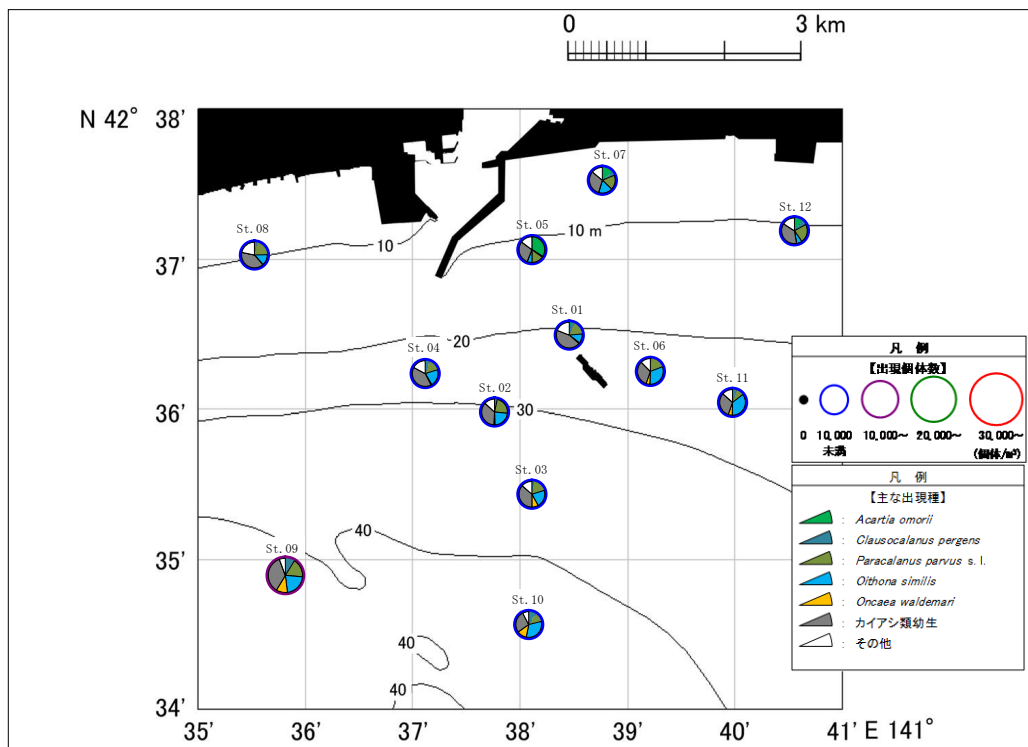 0 3 km
N 42° 38'
St.07
St.12
St.05
10 m
St.08
10
37'
St.01
20
St.04
St.06
St.11
St.02
36'
30
St.03
40
St.09
35'
St.10
40
40
34'
35' 36' 37' 38' 39' 40' 41' E 141°
凡 例
【出現個体数】
0 10,000未満 10,000～ 20,000～ 30,000～
(個体/m³)
凡 例
【主な出現種】
: Acartia omorii
: Clausocalanus pergens
: Paracalanus parvus s. l.
: Oithona similis
: Oncaea waldemari
: カイアシ類幼生
: その他